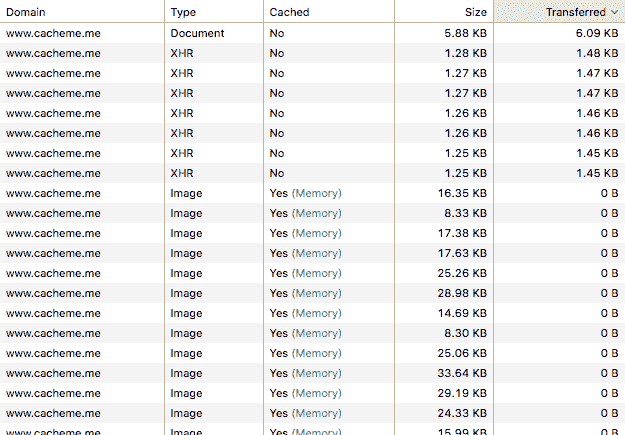 Domain Type Cached Size Transferred
www.cacheme.me Document No 5.88 KB 6.09 KB
www.cacheme.me XHR No 1.28 KB 1.48 KB
www.cacheme.me XHR No 1.27 KB 1.47 KB
www.cacheme.me XHR No 1.27 KB 1.47 KB
www.cacheme.me XHR No 1.26 KB 1.46 KB
www.cacheme.me XHR No 1.26 KB 1.46 KB
www.cacheme.me XHR No 1.25 KB 1.45 KB
www.cacheme.me XHR No 1.25 KB 1.45 KB
www.cacheme.me Image Yes (Memory) 16.35 KB 0 B
www.cacheme.me Image Yes (Memory) 8.33 KB 0 B
www.cacheme.me Image Yes (Memory) 17.38 KB 0 B
www.cacheme.me Image Yes (Memory) 17.63 KB 0 B
www.cacheme.me Image Yes (Memory) 25.26 KB 0 B
www.cacheme.me Image Yes (Memory) 28.98 KB 0 B
www.cacheme.me Image Yes (Memory) 14.69 KB 0 B
www.cacheme.me Image Yes (Memory) 8.30 KB 0 B
www.cacheme.me Image Yes (Memory) 25.06 KB 0 B
www.cacheme.me Image Yes (Memory) 33.64 KB 0 B
www.cacheme.me Image Yes (Memory) 29.19 KB 0 B
www.cacheme.me Image Yes (Memory) 24.33 KB 0 B
www.cacheme.me Image Yes (Memory) 15.99 KB 0 B